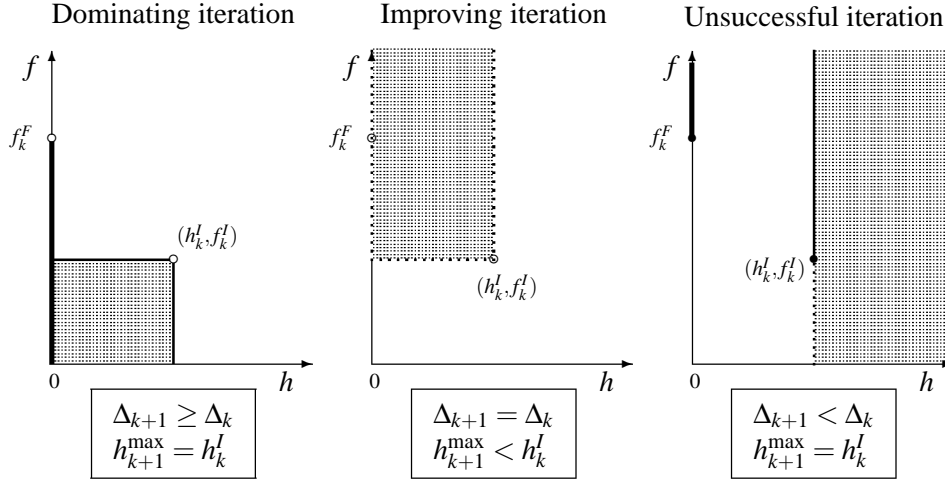 Dominating iteration
f
f_k^F
(h_k^I, f_k^I)
0
h
Δ_{k+1} ≥ Δ_k
h_{k+1}^{max} = h_k^I
Improving iteration
f
f_k^F
(h_k^I, f_k^I)
0
h
Δ_{k+1} = Δ_k
h_{k+1}^{max} < h_k^I
Unsuccessful iteration
f
f_k^F
(h_k^I, f_k^I)
0
h
Δ_{k+1} < Δ_k
h_{k+1}^{max} = h_k^I